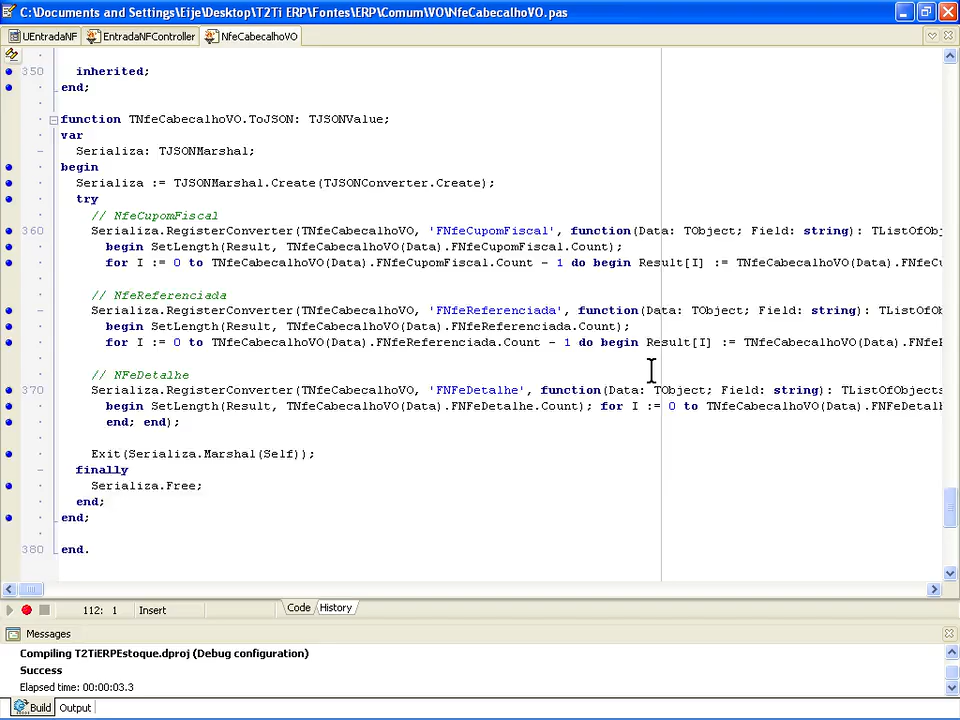 C:\Documents and Settings\Eije\Desktop\T2Ti ERP\Fontes\ERP\Comum\VO\NfeCabecalhoVO.pas
UEntradaNF EntradaNFController NfeCabecalhoVO
350 inherited;
end;
function TNfeCabecalhoVO.ToJSON: TJSONValue;
var
Serializa: TJSONMarshal;
begin
Serializa := TJSONMarshal.Create(TJSONConverter.Create);
try
// NfeCupomFiscal
360 Serializa.RegisterConverter(TNfeCabecalhoVO, 'FNfeCupomFiscal', function(Data: TObject; Field: string): TListOfObj
begin SetLength(Result, TNfeCabecalhoVO(Data).FNfeCupomFiscal.Count);
for I := 0 to TNfeCabecalhoVO(Data).FNfeCupomFiscal.Count - 1 do begin Result[I] := TNfeCabecalhoVO(Data).FNfeCu
// NfeReferenciada
Serializa.RegisterConverter(TNfeCabecalhoVO, 'FNfeReferenciada', function(Data: TObject; Field: string): TListOfOb
begin SetLength(Result, TNfeCabecalhoVO(Data).FNfeReferenciada.Count);
for I := 0 to TNfeCabecalhoVO(Data).FNfeReferenciada.Count - 1 do begin Result[I] := TNfeCabecalhoVO(Data).FNfeR
// NFeDetalhe
370 Serializa.RegisterConverter(TNfeCabecalhoVO, 'FNFeDetalhe', function(Data: TObject; Field: string): TListOfObjects
begin SetLength(Result, TNfeCabecalhoVO(Data).FNFeDetalhe.Count); for I := 0 to TNfeCabecalhoVO(Data).FNFeDetalh
end; end);
Exit(Serializa.Marshal(Self));
finally
Serializa.Free;
end;
end;
380 end.
112: 1 Insert Code History
Messages
Compiling T2TiERPEstoque.dproj (Debug configuration)
Success
Elapsed time: 00:00:03.3
Build Output